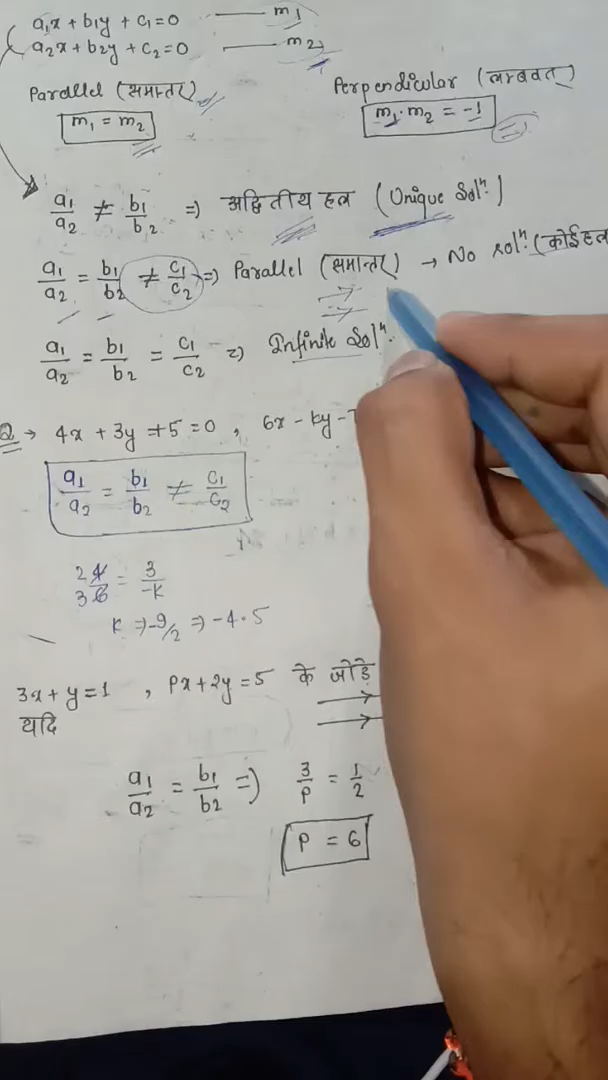 a₁x + b₁y + c₁ = 0 —— m₁
a₂x + b₂y + c₂ = 0 —— m₂
Parallel (समान्तर) Perpendicular (लम्बवत्)
m₁ = m₂ m₁·m₂ = -1
a₁/a₂ ≠ b₁/b₂ => अद्वितीय हल (Unique Solⁿ.)
a₁/a₂ = b₁/b₂ ≠ c₁/c₂ => Parallel (समान्तर) → No solⁿ. (कोई हल
a₁/a₂ = b₁/b₂ = c₁/c₂ => Infinite Solⁿ.
Q → 4x + 3y + 5 = 0 , 6x - ky -
a₁/a₂ = b₁/b₂ ≠ c₁/c₂
2 4/3 6 = 3/-k
k => -9/2 => -4.5
3x + y = 1 , px + 2y = 5 के जोड़े
यदि
a₁/a₂ = b₁/b₂ => 3/p = 1/2
P = 6